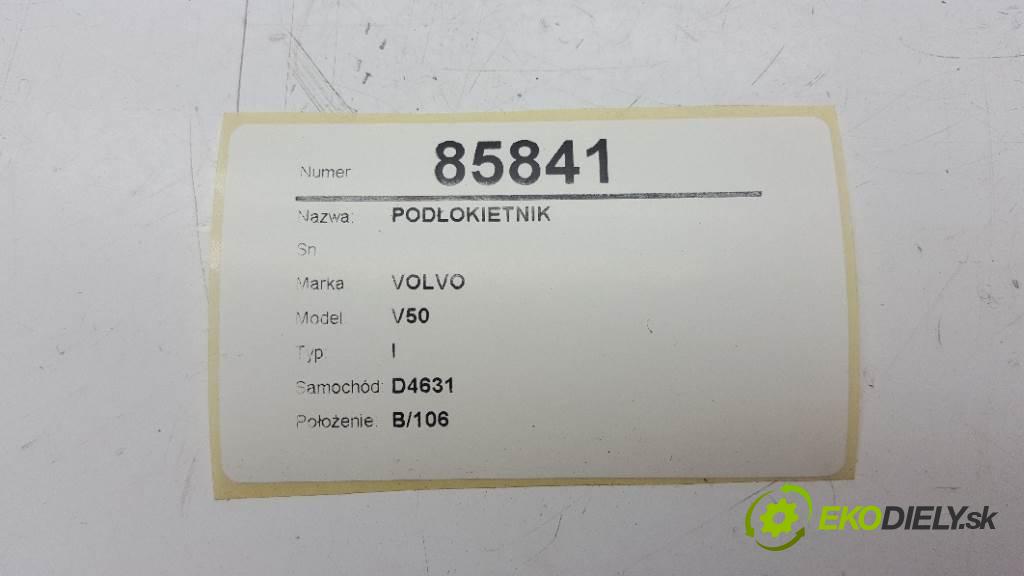 Numer 85841
Nazwa: PODŁOKIETNIK
Sn
Marka VOLVO
Model: V50
Typ: I
Samochód: D4631
Położenie: B/106
EKODIELY.sk